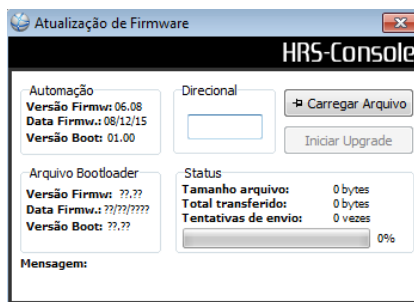 Atualização de Firmware
HRS-Console
Automação
Versão Firmw: 06.08
Data Firmw.: 08/12/15
Versão Boot: 01.00
Direcional
Carregar Arquivo
Iniciar Upgrade
Arquivo Bootloader
Versão Firmw: ??.??
Data Firmw.: ??/??/????
Versão Boot: ??.??
Status
Tamanho arquivo: 0 bytes
Total transferido: 0 bytes
Tentativas de envio: 0 vezes
0%
Mensagem: